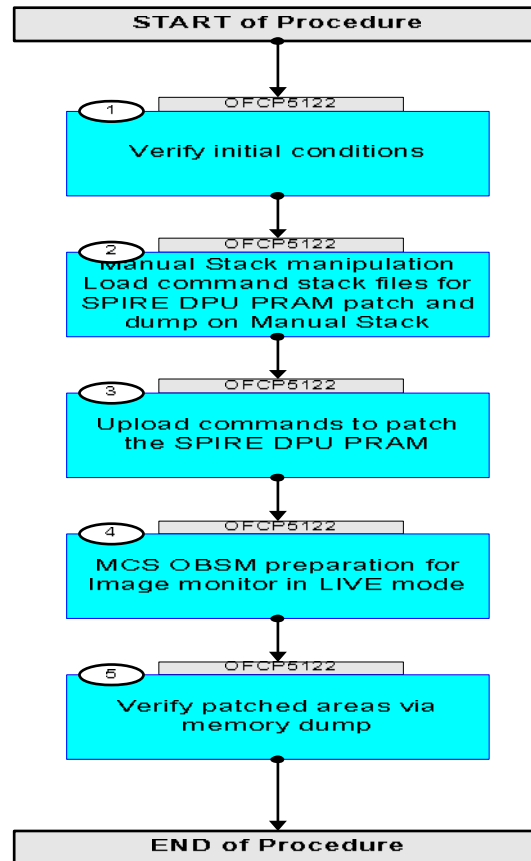 START of Procedure
OFCP5122
1
Verify initial conditions
OFCP5122
2
Manual Stack manipulation
Load command stack files for
SPIRE DPU PRAM patch and
dump on Manual Stack
OFCP5122
3
Upload commands to patch
the SPIRE DPU PRAM
OFCP5122
4
MCS OBSM preparation for
Image monitor in LIVE mode
OFCP5122
5
Verify patched areas via
memory dump
END of Procedure